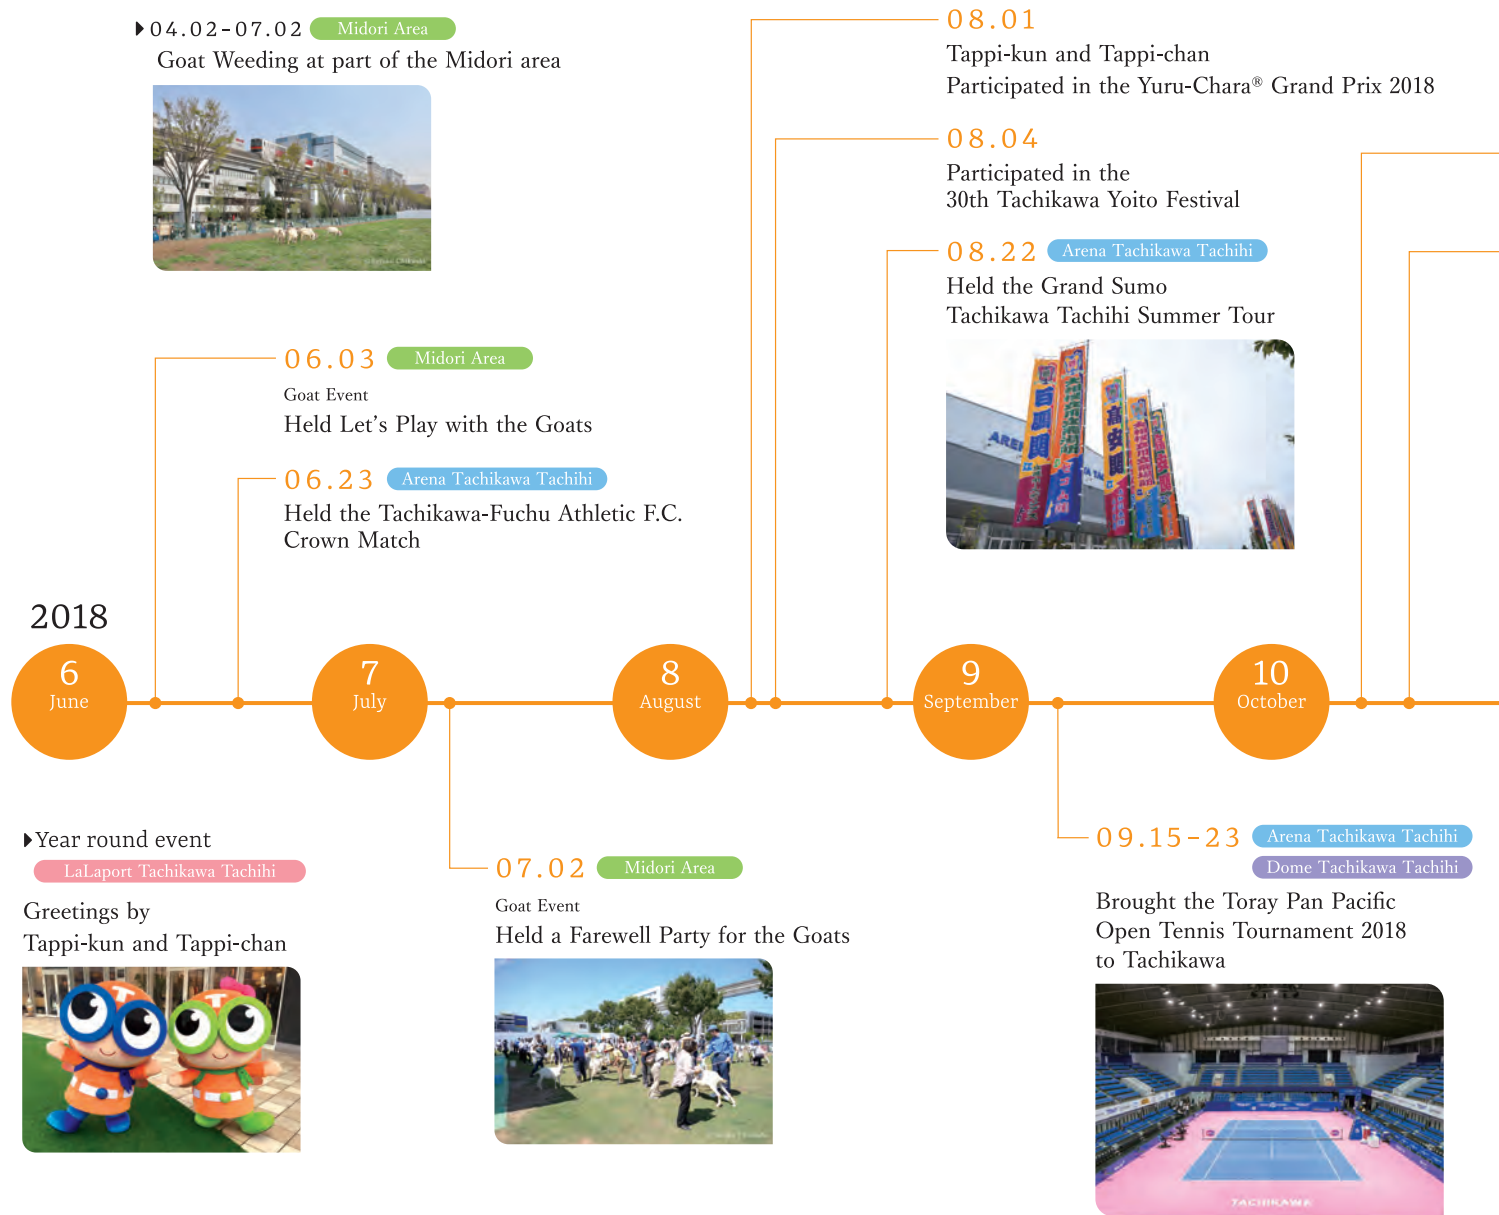 04.02-07.02 Midori Area
Goat Weeding at part of the Midori area
06.03 Midori Area
Goat Event
Held Let's Play with the Goats
06.23 Arena Tachikawa Tachihi
Held the Tachikawa-Fuchu Athletic F.C.
Crown Match
08.01
Tappi-kun and Tappi-chan
Participated in the Yuru-Chara® Grand Prix 2018
08.04
Participated in the
30th Tachikawa Yoito Festival
08.22 Arena Tachikawa Tachihi
Held the Grand Sumo
Tachikawa Tachihi Summer Tour
髙安関
2018
6
June
7
July
8
August
9
September
10
October
Year round event
LaLaport Tachikawa Tachihi
Greetings by
Tappi-kun and Tappi-chan
T
T
07.02 Midori Area
Goat Event
Held a Farewell Party for the Goats
09.15-23 Arena Tachikawa Tachihi
Dome Tachikawa Tachihi
Brought the Toray Pan Pacific
Open Tennis Tournament 2018
to Tachikawa
TACHIKAWA